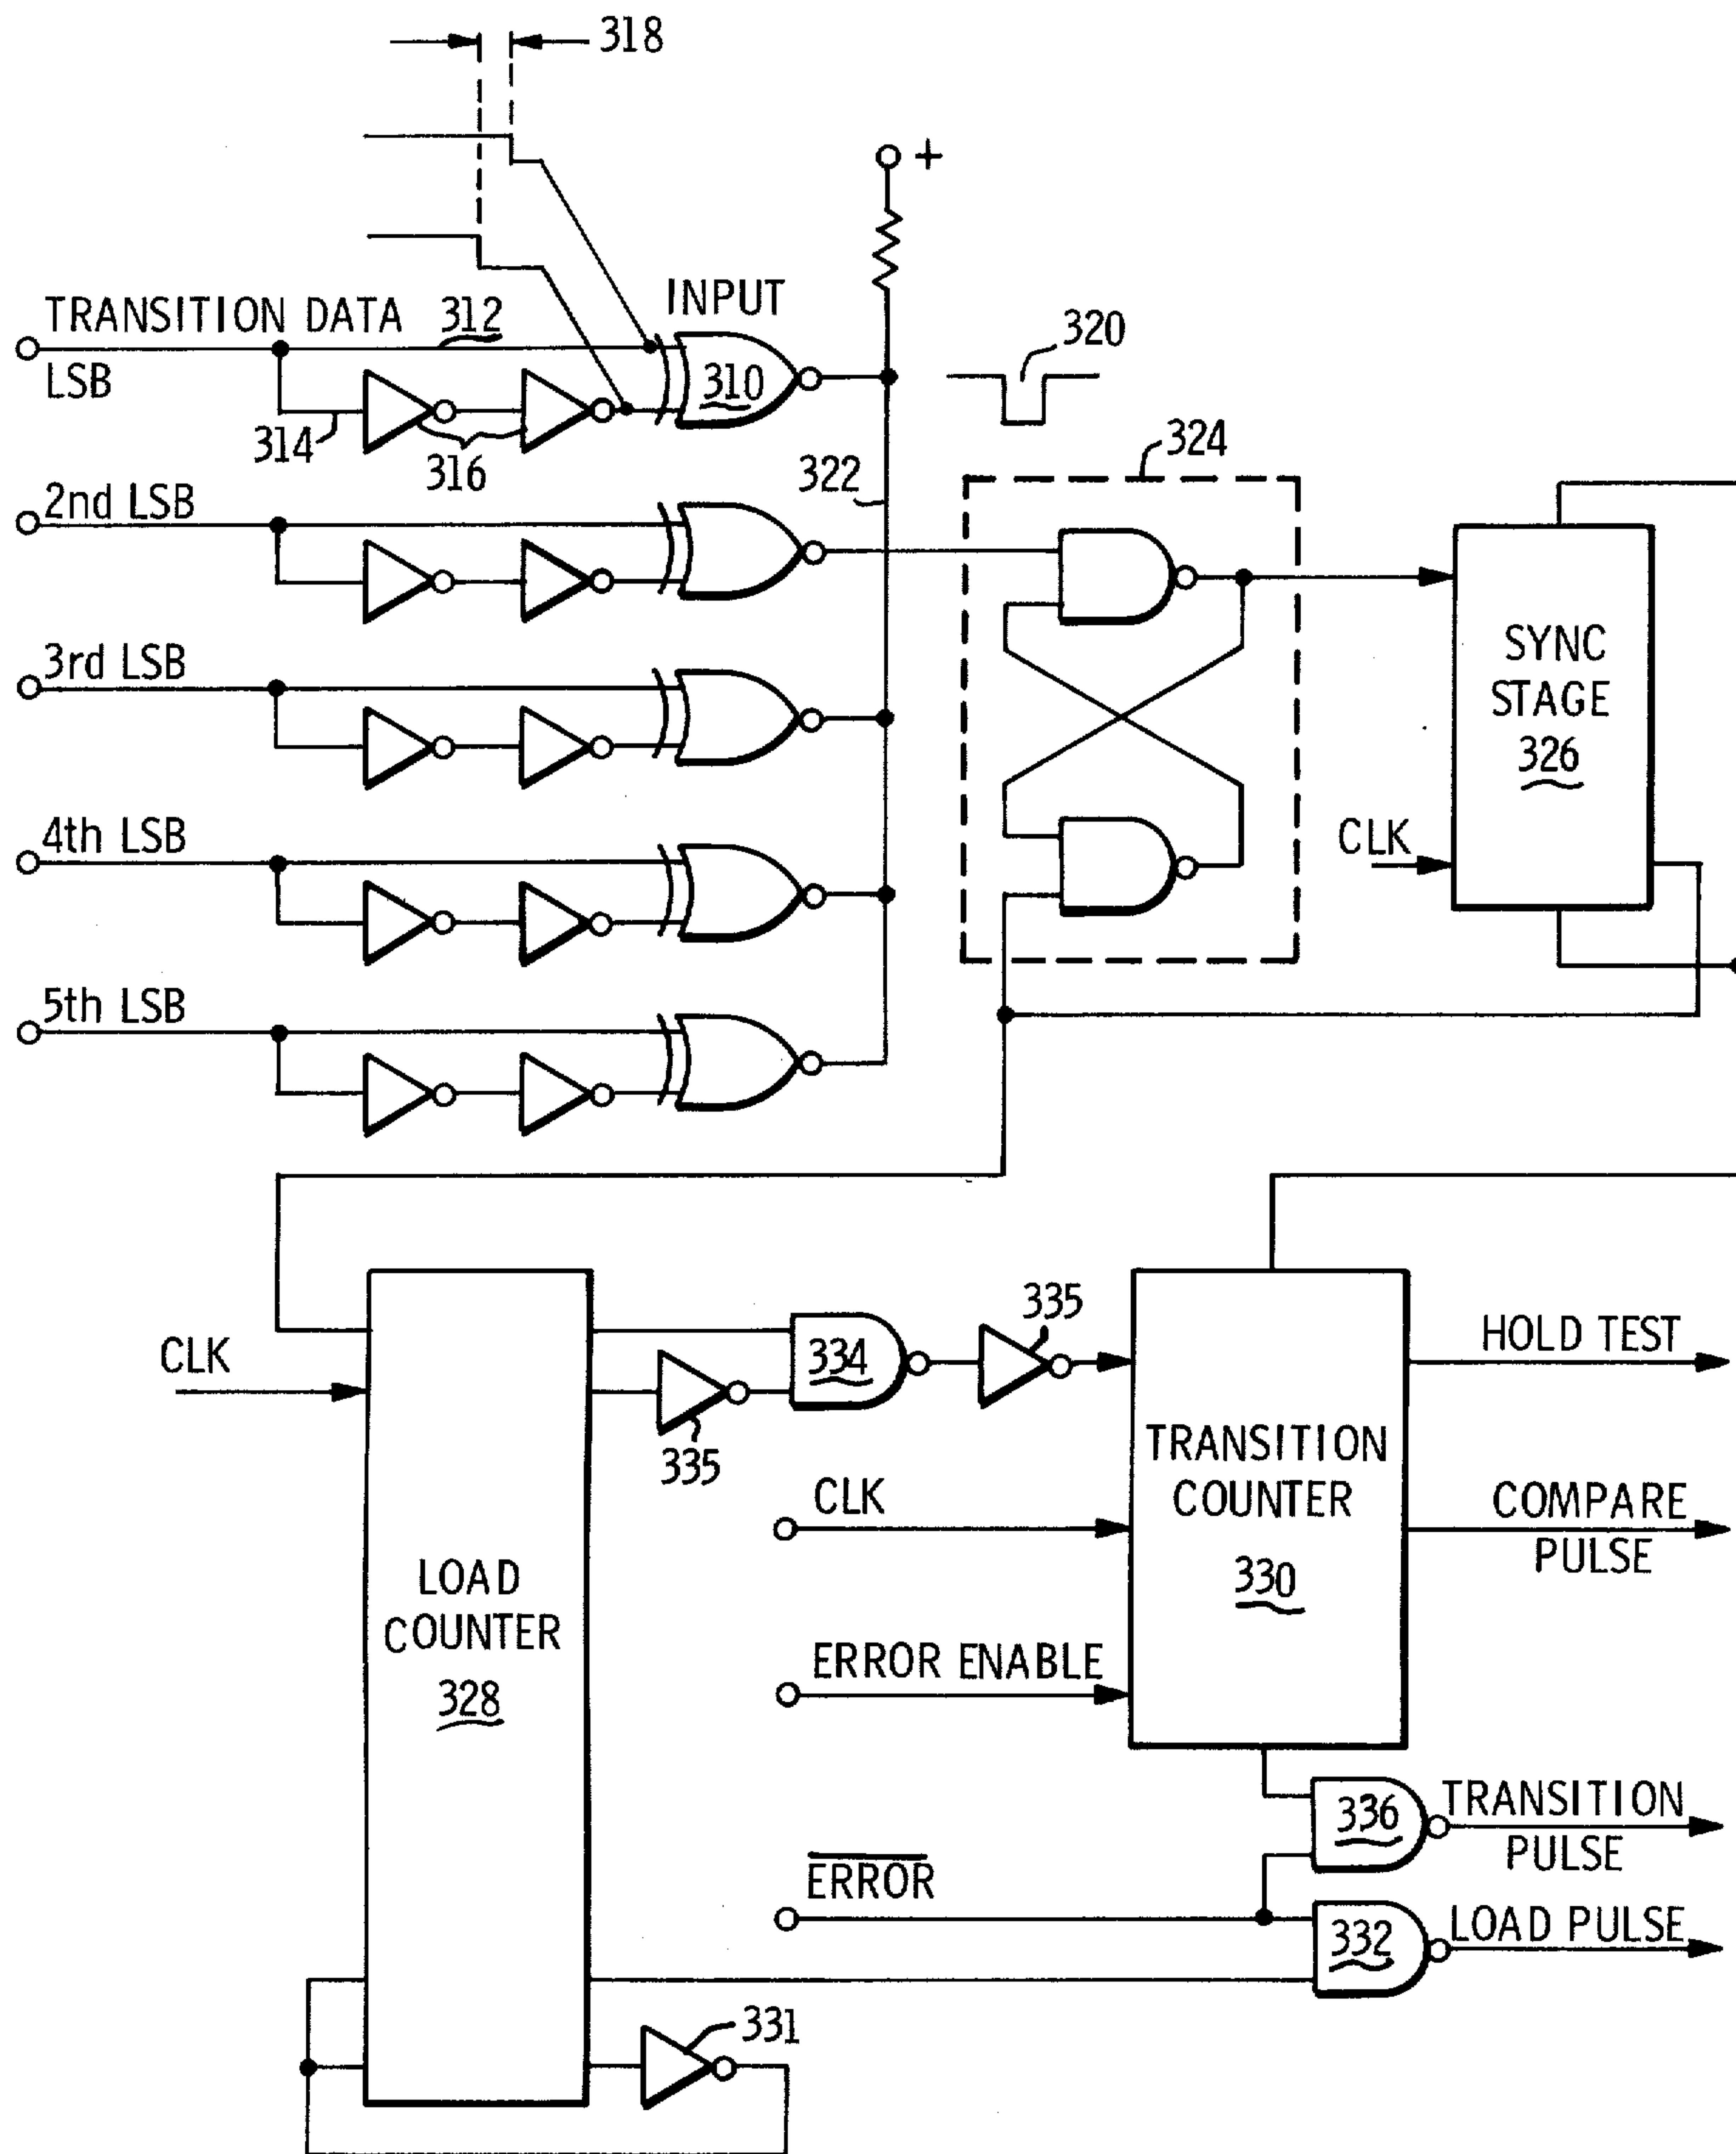 318
+
TRANSITION DATA
312
INPUT
LSB
310
320
314
316
322
324
2nd LSB
3rd LSB
SYNC
STAGE
326
4th LSB
CLK
5th LSB
CLK
335
334
335
HOLD TEST
TRANSITION
COUNTER
330
CLK
COMPARE
PULSE
LOAD
COUNTER
328
ERROR ENABLE
336
TRANSITION
PULSE
ERROR
332
LOAD PULSE
331